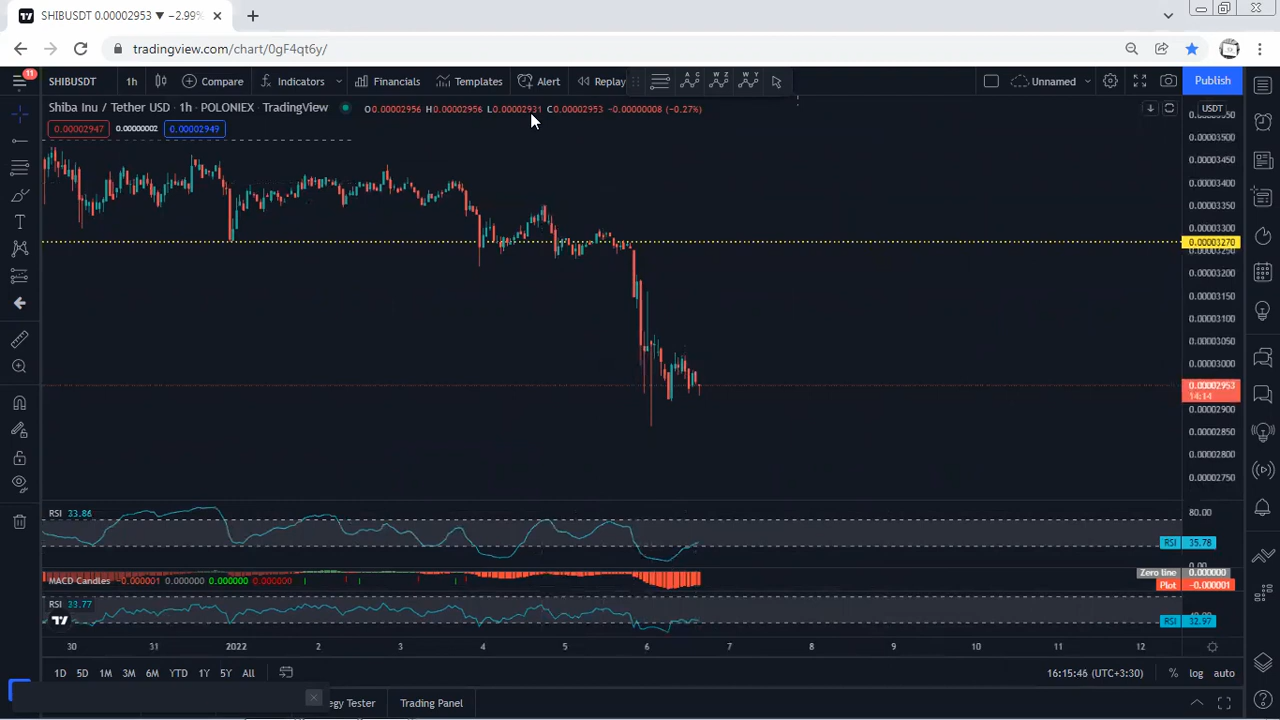 SHIBUSDT 0.00002953 ▼ −2.99%
tradingview.com/chart/0gF4qt6y/
11
SHIBUSDT 1h Compare Indicators Financials Templates Alert Replay Unnamed Publish
Shiba Inu / Tether USD · 1h · POLONIEX · TradingView
O0.00002956 H0.00002956 L0.00002931 C0.00002953 −0.00000008 (−0.27%)
USDT
0.00002947 0.00000002 0.00002949
0.00003500
0.00003450
0.00003400
0.00003350
0.00003300
0.00003270
0.00003200
0.00003150
0.00003100
0.00003050
0.00003000
0.00002953
14:14
0.00002900
0.00002850
0.00002800
0.00002750
RSI 33.86
80.00
RSI 35.78
MACD Candles −0.000001 0.000000 0.000000 0.000000
Zero line 0.000000
Plot −0.000001
RSI 33.77
RSI 32.97
30 31 2022 2 3 4 5 6 7 8 9 10 11 12
1D 5D 1M 3M 6M YTD 1Y 5Y All
16:15:46 (UTC+3:30) % log auto
Tester Trading Panel